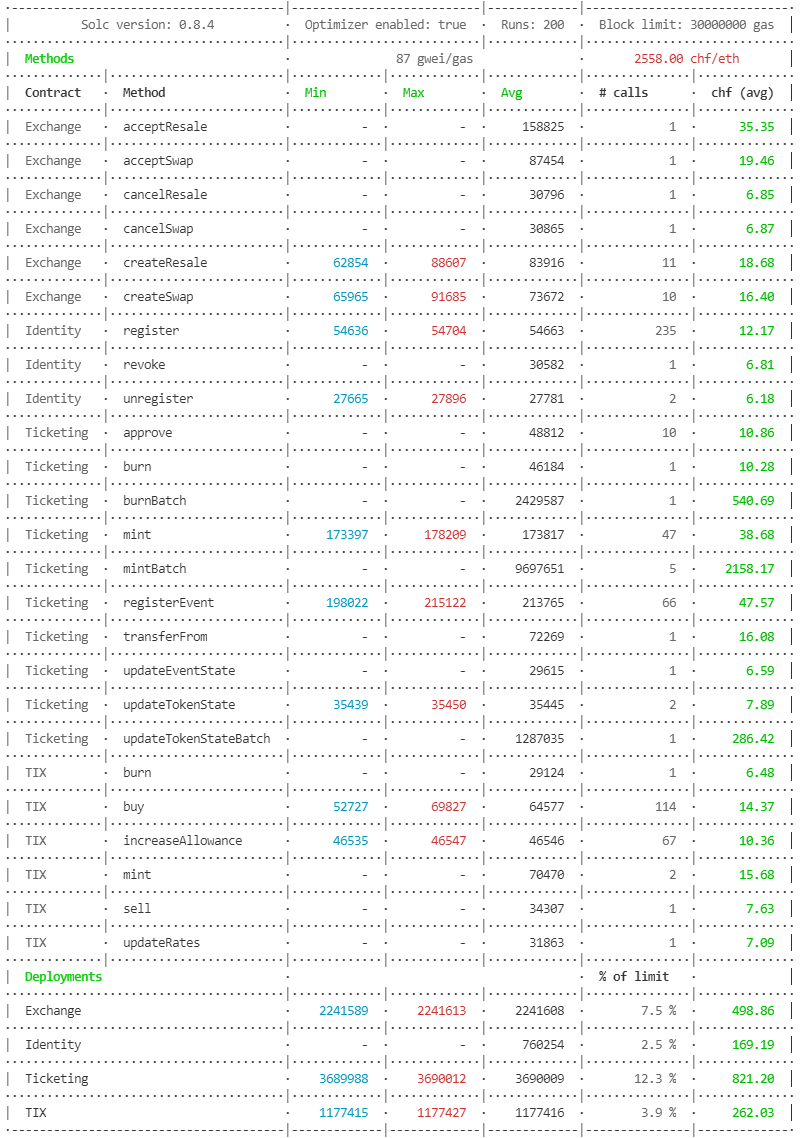 Solc version: 0.8.4 · Optimizer enabled: true · Runs: 200 · Block limit: 30000000 gas
Methods · 87 gwei/gas · 2558.00 chf/eth
Contract · Method · Min · Max · Avg · # calls · chf (avg)
Exchange · acceptResale · - · - · 158825 · 1 · 35.35
Exchange · acceptSwap · - · - · 87454 · 1 · 19.46
Exchange · cancelResale · - · - · 30796 · 1 · 6.85
Exchange · cancelSwap · - · - · 30865 · 1 · 6.87
Exchange · createResale · 62854 · 88607 · 83916 · 11 · 18.68
Exchange · createSwap · 65965 · 91685 · 73672 · 10 · 16.40
Identity · register · 54636 · 54704 · 54663 · 235 · 12.17
Identity · revoke · - · - · 30582 · 1 · 6.81
Identity · unregister · 27665 · 27896 · 27781 · 2 · 6.18
Ticketing · approve · - · - · 48812 · 10 · 10.86
Ticketing · burn · - · - · 46184 · 1 · 10.28
Ticketing · burnBatch · - · - · 2429587 · 1 · 540.69
Ticketing · mint · 173397 · 178209 · 173817 · 47 · 38.68
Ticketing · mintBatch · - · - · 9697651 · 5 · 2158.17
Ticketing · registerEvent · 198022 · 215122 · 213765 · 66 · 47.57
Ticketing · transferFrom · - · - · 72269 · 1 · 16.08
Ticketing · updateEventState · - · - · 29615 · 1 · 6.59
Ticketing · updateTokenState · 35439 · 35450 · 35445 · 2 · 7.89
Ticketing · updateTokenStateBatch · - · - · 1287035 · 1 · 286.42
TIX · burn · - · - · 29124 · 1 · 6.48
TIX · buy · 52727 · 69827 · 64577 · 114 · 14.37
TIX · increaseAllowance · 46535 · 46547 · 46546 · 67 · 10.36
TIX · mint · - · - · 70470 · 2 · 15.68
TIX · sell · - · - · 34307 · 1 · 7.63
TIX · updateRates · - · - · 31863 · 1 · 7.09
Deployments · · % of limit ·
Exchange · 2241589 · 2241613 · 2241608 · 7.5 % · 498.86
Identity · - · - · 760254 · 2.5 % · 169.19
Ticketing · 3689988 · 3690012 · 3690009 · 12.3 % · 821.20
TIX · 1177415 · 1177427 · 1177416 · 3.9 % · 262.03